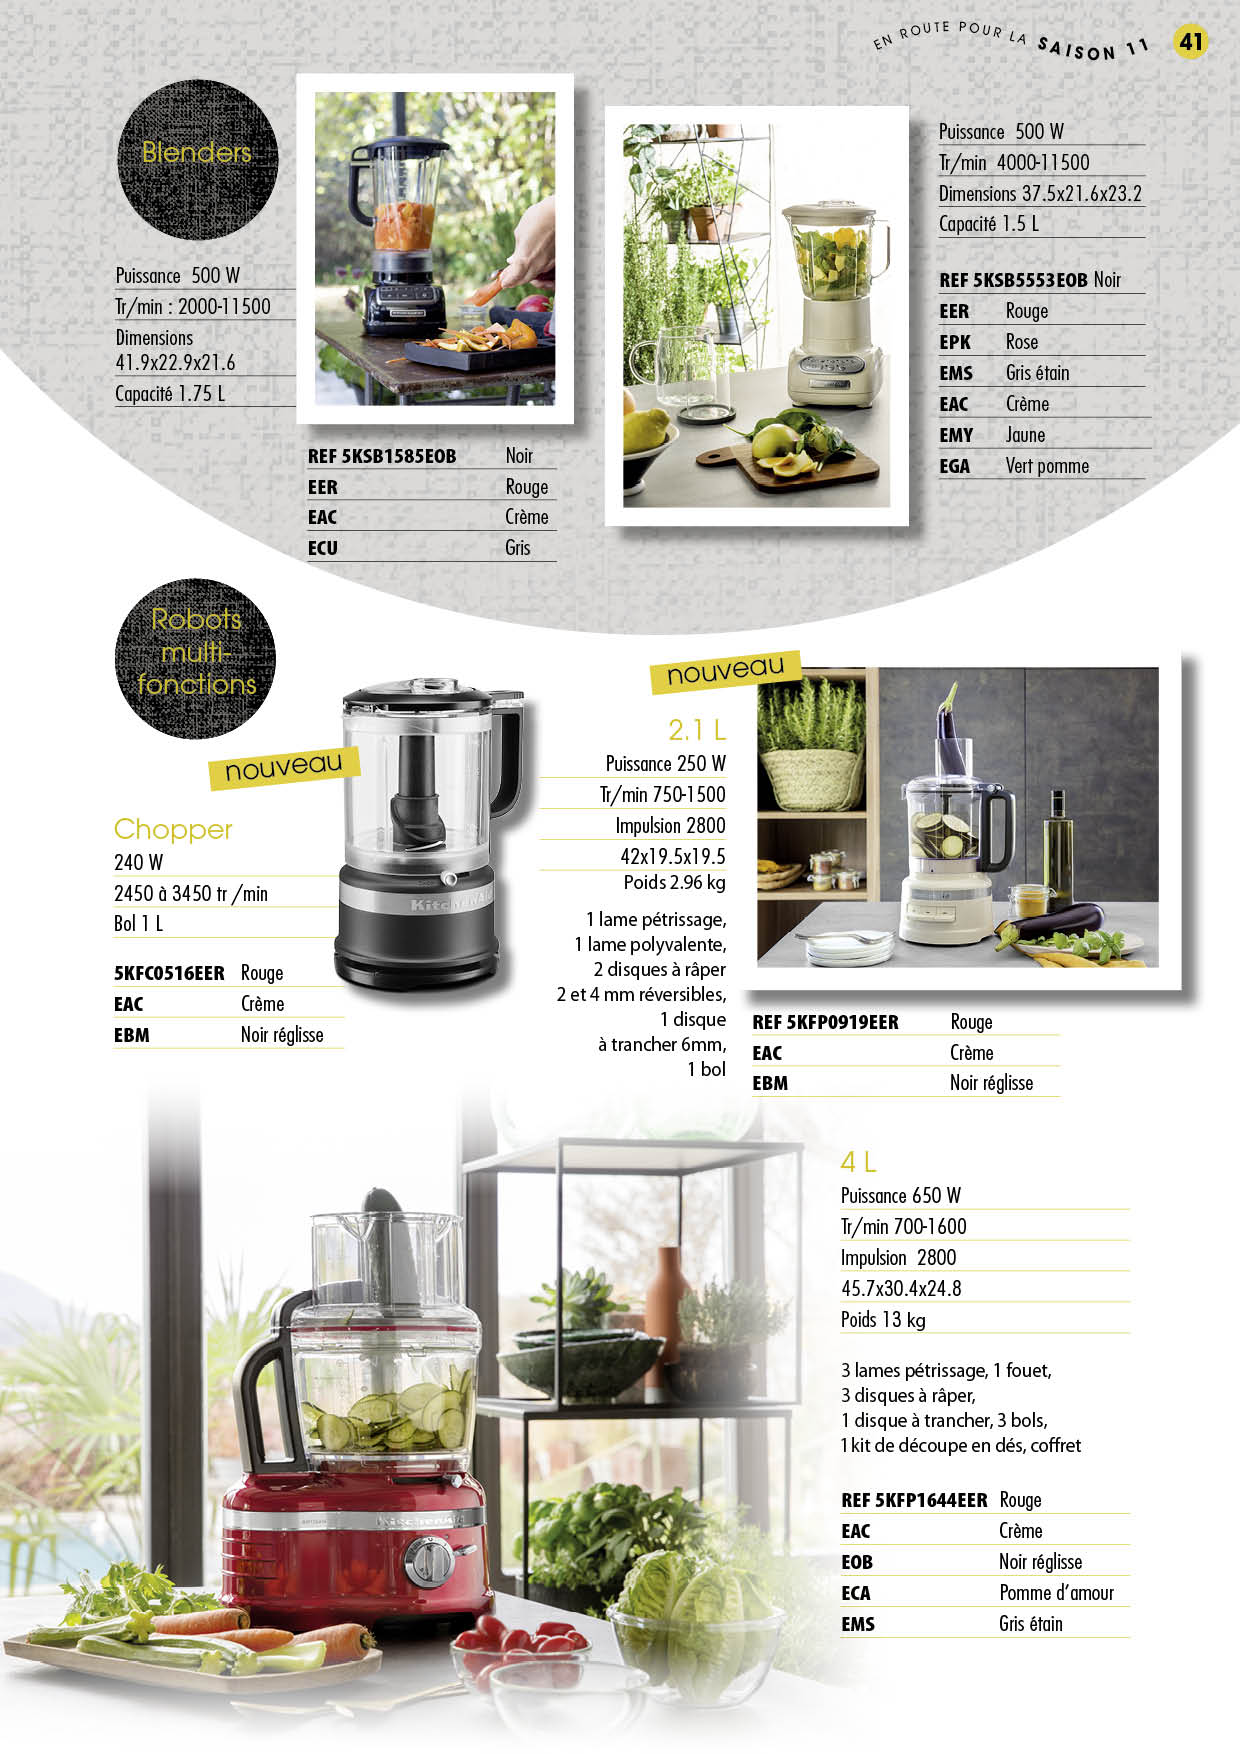 EN ROUTE POUR LA SAISON 11
41
Blenders
Puissance 500 W
Tr/min : 2000-11500
Dimensions
41.9x22.9x21.6
Capacité 1.75 L
REF 5KSB1585EOB Noir
EER Rouge
EAC Crème
ECU Gris
Puissance 500 W
Tr/min 4000-11500
Dimensions 37.5x21.6x23.2
Capacité 1.5 L
REF 5KSB5553EOB Noir
EER Rouge
EPK Rose
EMS Gris étain
EAC Crème
EMY Jaune
EGA Vert pomme
Robots
multi-
fonctions
nouveau
Chopper
240 W
2450 à 3450 tr /min
Bol 1 L
5KFC0516EER Rouge
EAC Crème
EBM Noir réglisse
KitchenAid
nouveau
2.1 L
Puissance 250 W
Tr/min 750-1500
Impulsion 2800
42x19.5x19.5
Poids 2.96 kg
1 lame pétrissage,
1 lame polyvalente,
2 disques à râper
2 et 4 mm réversibles,
1 disque
à trancher 6mm,
1 bol
REF 5KFP0919EER Rouge
EAC Crème
EBM Noir réglisse
4 L
Puissance 650 W
Tr/min 700-1600
Impulsion 2800
45.7x30.4x24.8
Poids 13 kg
3 lames pétrissage, 1 fouet,
3 disques à râper,
1 disque à trancher, 3 bols,
1 kit de découpe en dés, coffret
REF 5KFP1644EER Rouge
EAC Crème
EOB Noir réglisse
ECA Pomme d'amour
EMS Gris étain
ARTISAN KitchenAid